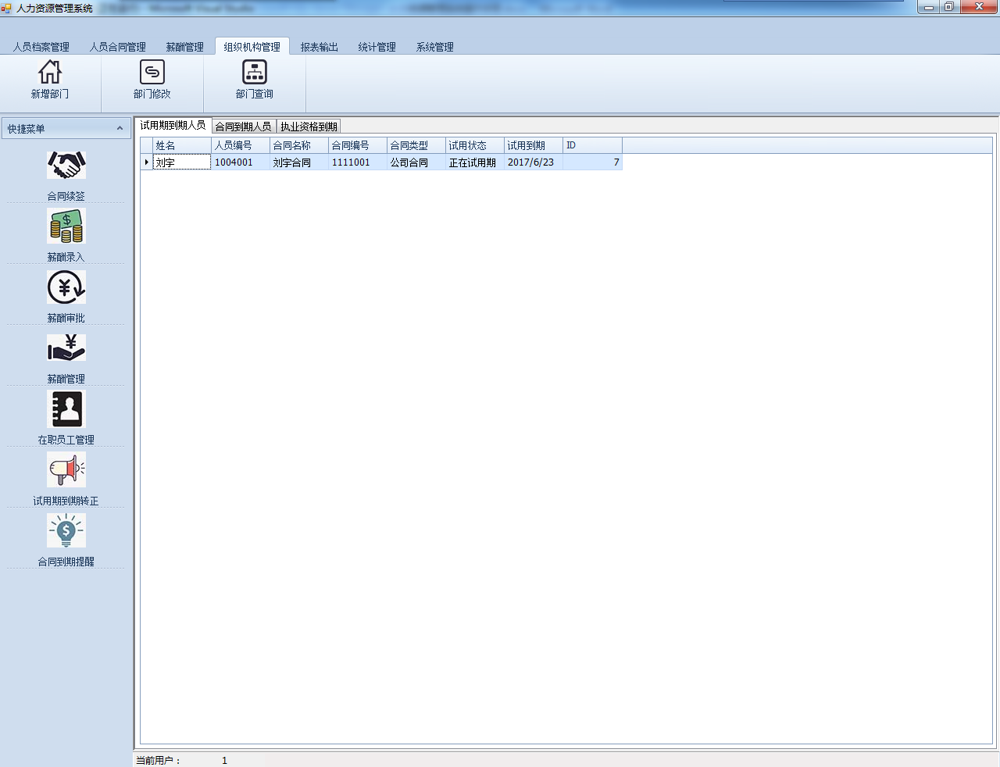 人力资源管理系统
人员档案管理 人员合同管理 薪酬管理 组织机构管理 报表输出 统计管理 系统管理
新增部门 部门修改 部门查询
快捷菜单
合同续签
薪酬录入
薪酬审批
薪酬管理
在职员工管理
试用期到期转正
合同到期提醒
试用期到期人员 合同到期人员 执业资格到期
姓名 人员编号 合同名称 合同编号 合同类型 试用状态 试用到期 ID
刘宇 1004001 刘宇合同 1111001 公司合同 正在试用期 2017/6/23 7
当前用户： 1